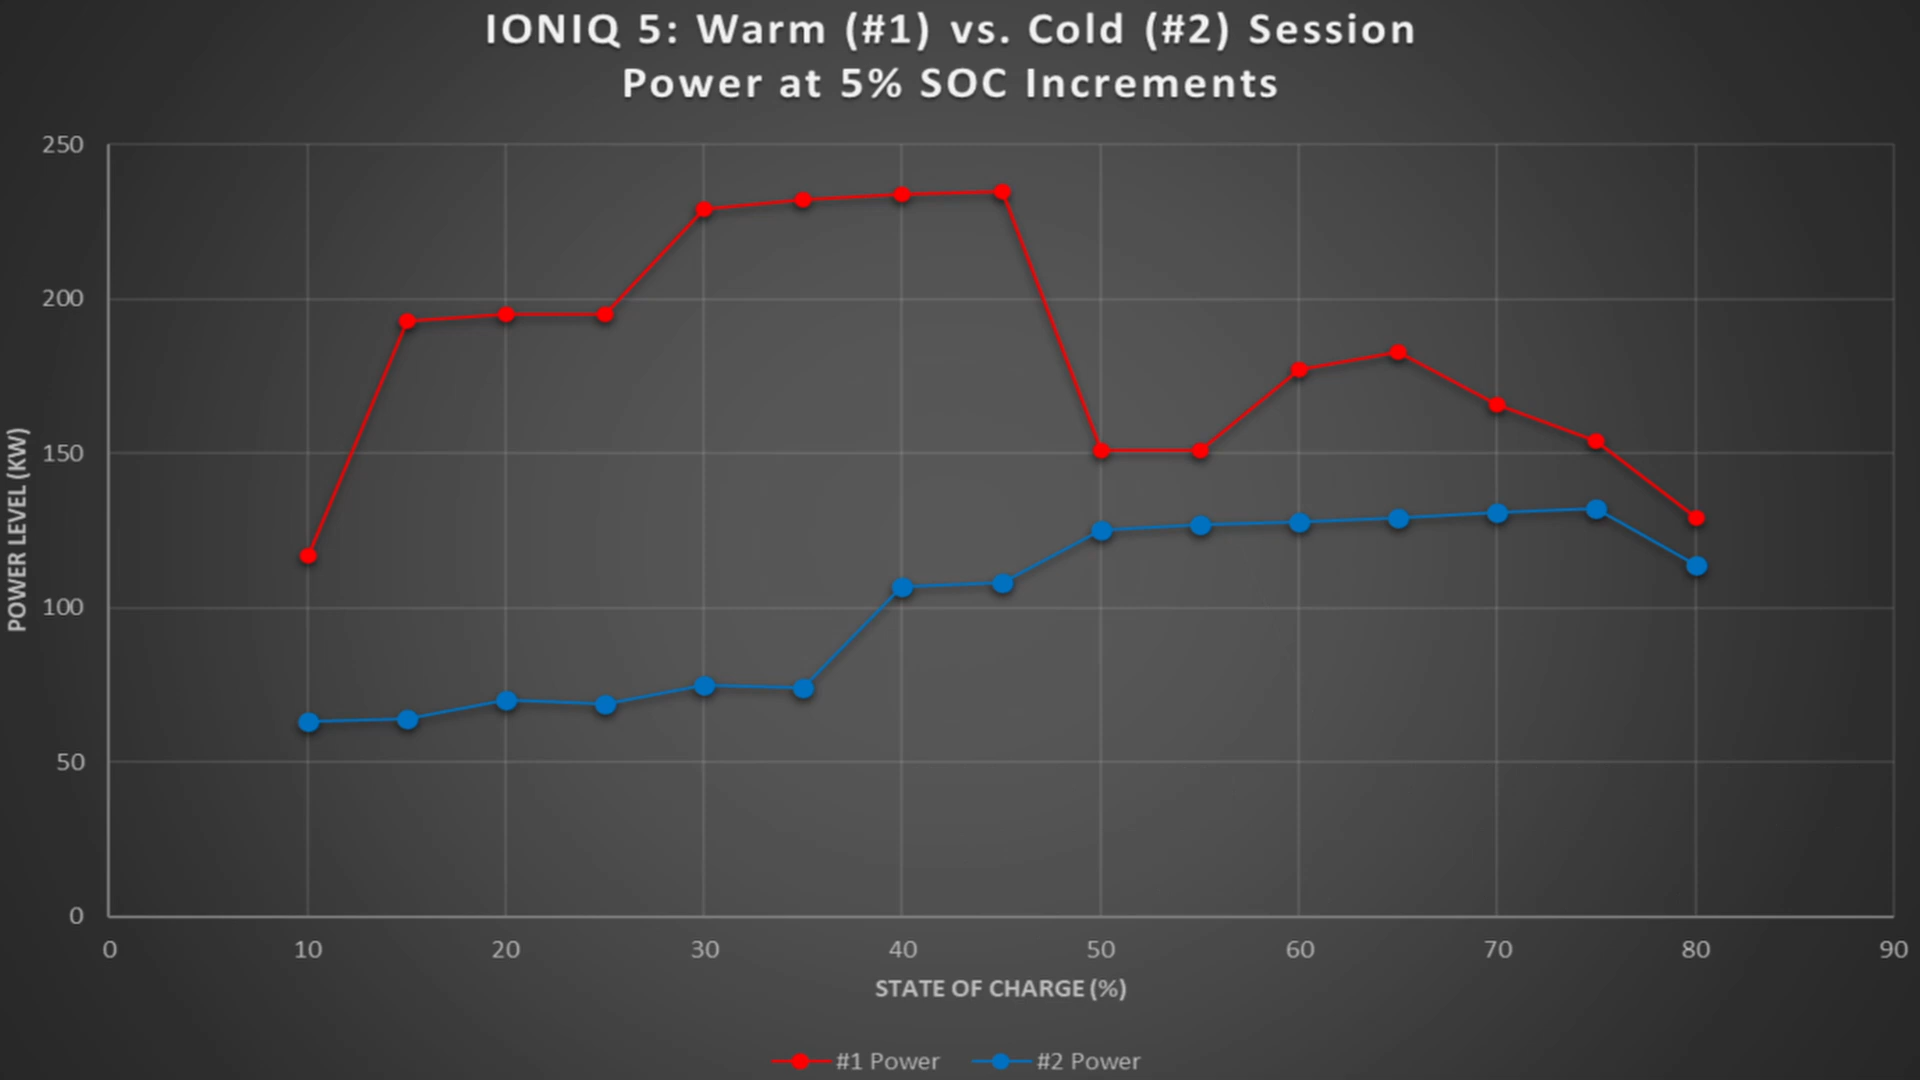 IONIQ 5: Warm (#1) vs. Cold (#2) Session
Power at 5% SOC Increments
250
200
150
100
50
0
POWER LEVEL (KW)
0 10 20 30 40 50 60 70 80 90
STATE OF CHARGE (%)
#1 Power #2 Power